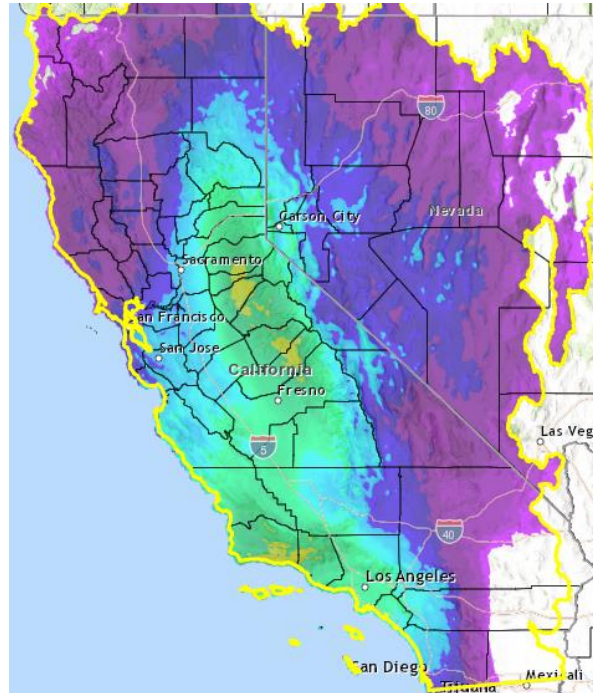 80
Nevada
Carson City
Sacramento
an Francisco
San Jose
California
Fresno
5
Las Veg
40
Los Angeles
San Diego
Tijuana
Mexicali